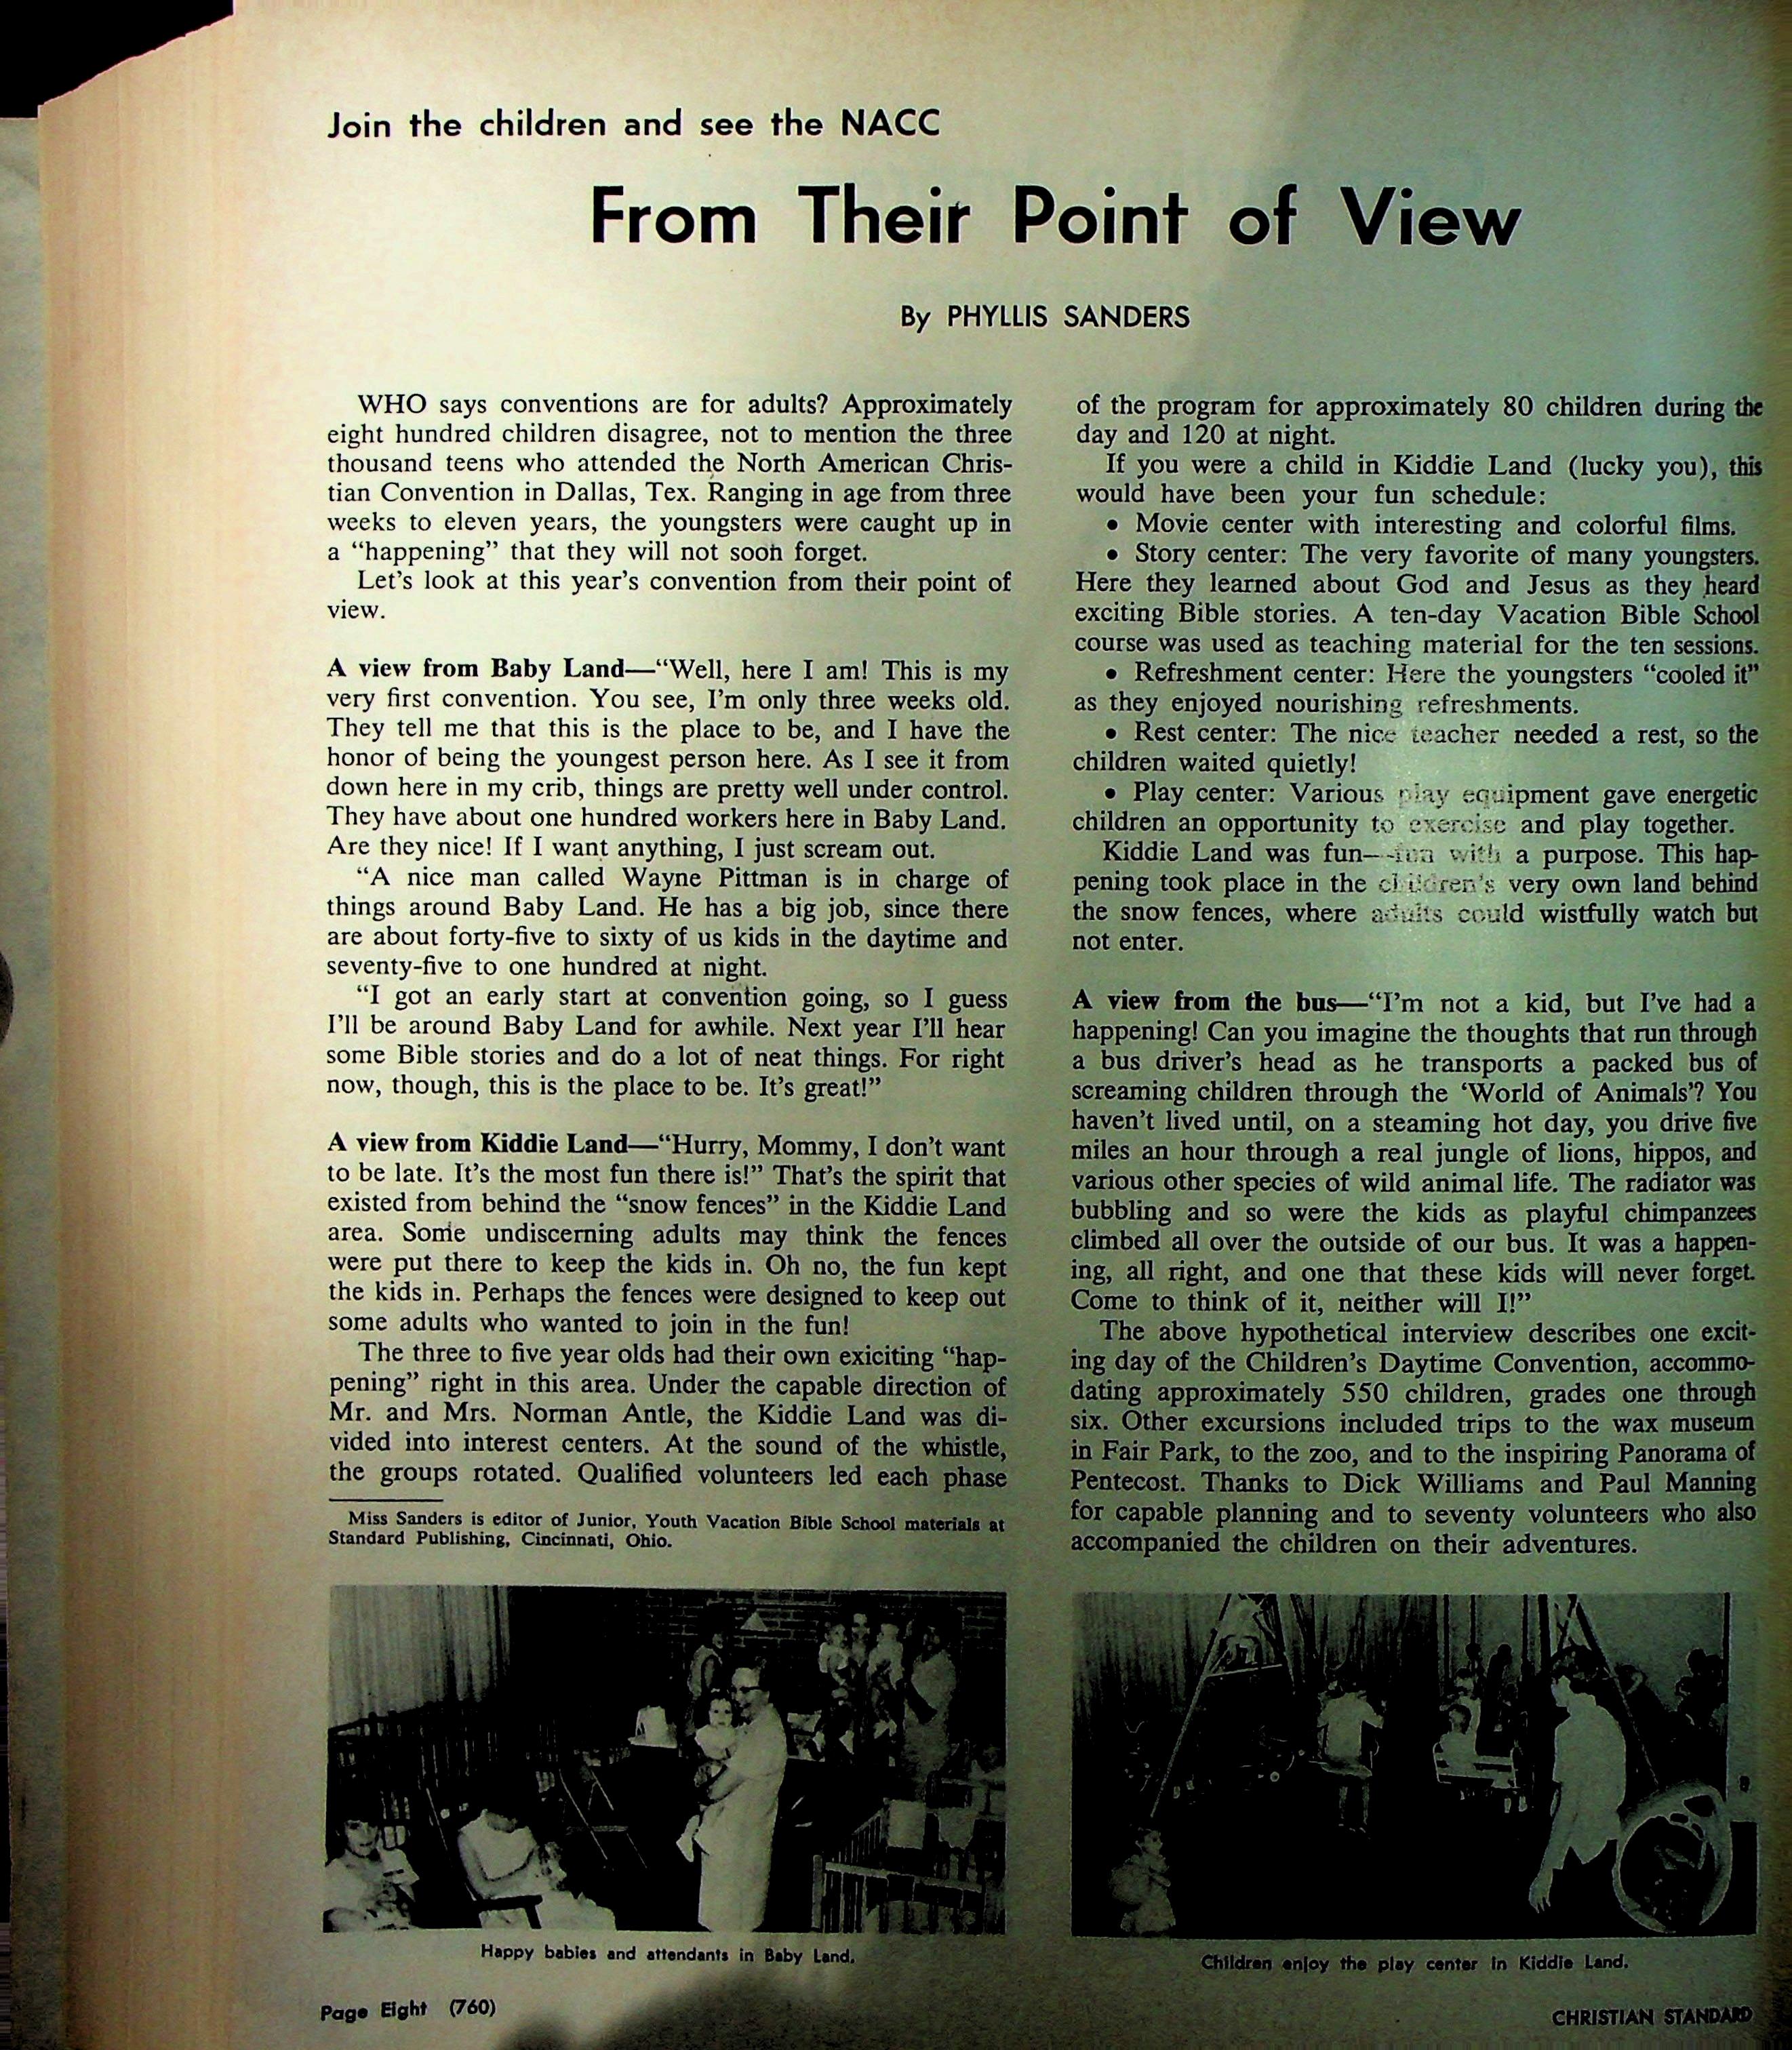 Join the children and see the NACC
From Their Point of View
By PHYLLIS SANDERS
WHO says conventions are for adults? Approximately
eight hundred children disagree, not to mention the three
thousand teens who attended the North American Chris-
tian Convention in Dallas, Tex. Ranging in age from three
weeks to eleven years, the youngsters were caught up in
a “happening” that they will not soon forget.
Let’s look at this year’s convention from their point of
view.
A view from Baby Land—“Well, here I am! This is my
very first convention. You see, I’m only three weeks old.
They tell me that this is the place to be, and I have the
honor of being the youngest person here. As I see it from
down here in my crib, things are pretty well under control.
They have about one hundred workers here in Baby Land.
Are they nice! If I want anything, I just scream out.
“A nice man called Wayne Pittman is in charge of
things around Baby Land. He has a big job, since there
are about forty-five to sixty of us kids in the daytime and
seventy-five to one hundred at night.
“I got an early start at convention going, so I guess
I’ll be around Baby Land for awhile. Next year I’ll hear
some Bible stories and do a lot of neat things. For right
now, though, this is the place to be. It’s great!”
A view from Kiddie Land—“Hurry, Mommy, I don’t want
to be late. It’s the most fun there is!” That’s the spirit that
existed from behind the “snow fences” in the Kiddie Land
area. Some undiscerning adults may think the fences
were put there to keep the kids in. Oh no, the fun kept
the kids in. Perhaps the fences were designed to keep out
some adults who wanted to join in the fun!
The three to five year olds had their own exiciting “hap-
pening” right in this area. Under the capable direction of
Mr. and Mrs. Norman Antle, the Kiddie Land was di-
vided into interest centers. At the sound of the whistle,
the groups rotated. Qualified volunteers led each phase
Miss Sanders is editor of Junior, Youth Vacation Bible School materials at
Standard Publishing, Cincinnati, Ohio.
of the program for approximately 80 children during the
day and 120 at night.
If you were a child in Kiddie Land (lucky you), this
would have been your fun schedule:
• Movie center with interesting and colorful films.
• Story center: The very favorite of many youngsters.
Here they learned about God and Jesus as they heard
exciting Bible stories. A ten-day Vacation Bible School
course was used as teaching material for the ten sessions.
• Refreshment center: Here the youngsters “cooled it”
as they enjoyed nourishing refreshments.
• Rest center: The nice teacher needed a rest, so the
children waited quietly!
• Play center: Various play equipment gave energetic
children an opportunity to exercise and play together.
Kiddie Land was fun—fun with a purpose. This hap-
pening took place in the children’s very own land behind
the snow fences, where adults could wistfully watch but
not enter.
A view from the bus—“I’m not a kid, but I’ve had a
happening! Can you imagine the thoughts that run through
a bus driver’s head as he transports a packed bus of
screaming children through the ‘World of Animals’? You
haven’t lived until, on a steaming hot day, you drive five
miles an hour through a real jungle of lions, hippos, and
various other species of wild animal life. The radiator was
bubbling and so were the kids as playful chimpanzees
climbed all over the outside of our bus. It was a happen-
ing, all right, and one that these kids will never forget.
Come to think of it, neither will I!”
The above hypothetical interview describes one excit-
ing day of the Children’s Daytime Convention, accommo-
dating approximately 550 children, grades one through
six. Other excursions included trips to the wax museum
in Fair Park, to the zoo, and to the inspiring Panorama of
Pentecost. Thanks to Dick Williams and Paul Manning
for capable planning and to seventy volunteers who also
accompanied the children on their adventures.
Happy babies and attendants in Baby Land.
Children enjoy the play center in Kiddie Land.
Page Eight (760)
CHRISTIAN STANDARD